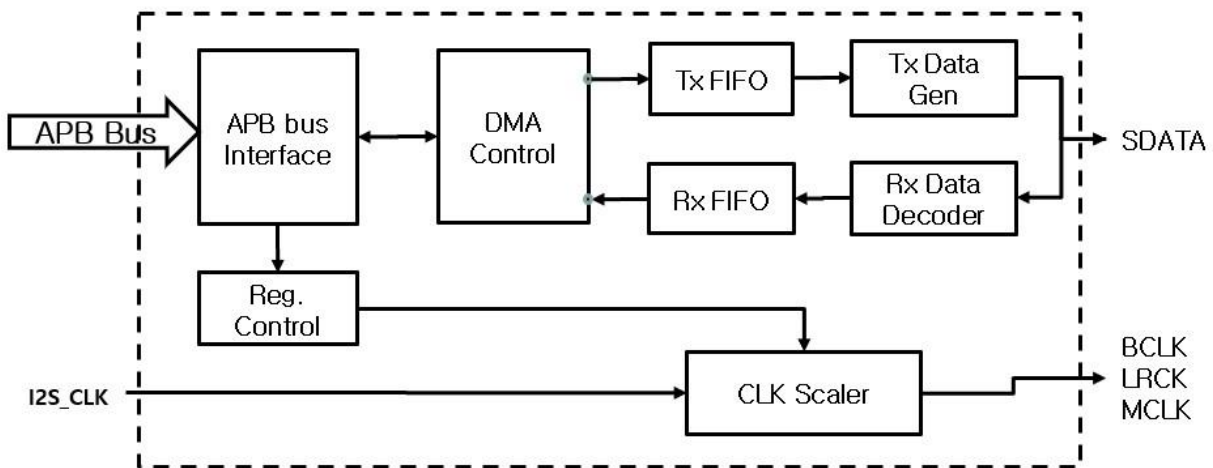 APB Bus
APB bus
Interface
DMA
Control
Tx FIFO
Tx Data
Gen
SDATA
Rx FIFO
Rx Data
Decoder
Reg.
Control
I2S_CLK
CLK Scaler
BCLK
LRCK
MCLK